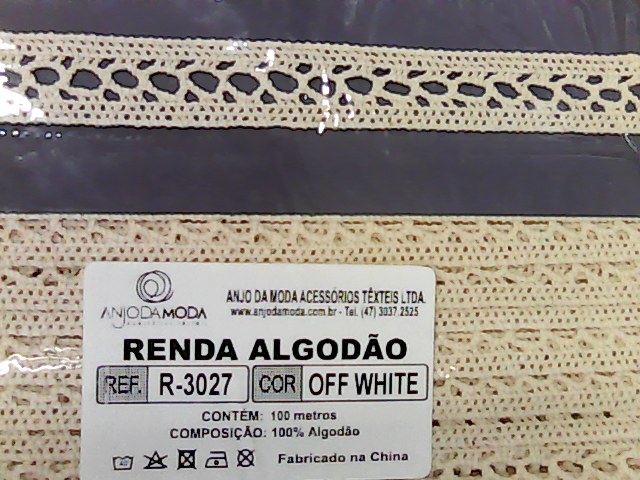 ANJODAMODA
ANJO DA MODA ACESSÓRIOS TÊXTEIS LTDA.
www.anjodamoda.com.br - Tel. (47) 3037.2525
RENDA ALGODÃO
REF. R-3027 COR OFF WHITE
CONTÉM: 100 metros
COMPOSIÇÃO: 100% Algodão
Fabricado na China